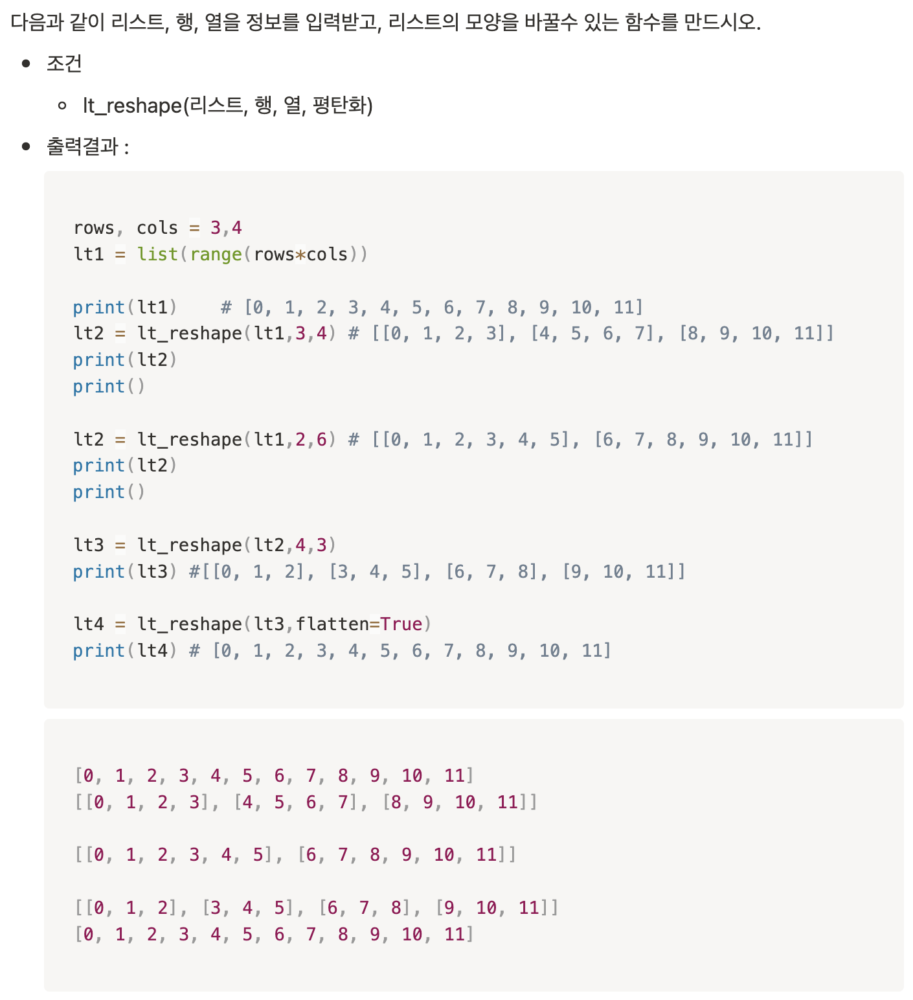 다음과 같이 리스트, 행, 열을 정보를 입력받고, 리스트의 모양을 바꿀수 있는 함수를 만드시오.
조건
lt_reshape(리스트, 행, 열, 평탄화)
출력결과 :
rows, cols = 3,4
lt1 = list(range(rows*cols))
print(lt1)    # [0, 1, 2, 3, 4, 5, 6, 7, 8, 9, 10, 11]
lt2 = lt_reshape(lt1,3,4) # [[0, 1, 2, 3], [4, 5, 6, 7], [8, 9, 10, 11]]
print(lt2)
print()
lt2 = lt_reshape(lt1,2,6) # [[0, 1, 2, 3, 4, 5], [6, 7, 8, 9, 10, 11]]
print(lt2)
print()
lt3 = lt_reshape(lt2,4,3)
print(lt3) #[[0, 1, 2], [3, 4, 5], [6, 7, 8], [9, 10, 11]]
lt4 = lt_reshape(lt3,flatten=True)
print(lt4) # [0, 1, 2, 3, 4, 5, 6, 7, 8, 9, 10, 11]
[0, 1, 2, 3, 4, 5, 6, 7, 8, 9, 10, 11]
[[0, 1, 2, 3], [4, 5, 6, 7], [8, 9, 10, 11]]
[[0, 1, 2, 3, 4, 5], [6, 7, 8, 9, 10, 11]]
[[0, 1, 2], [3, 4, 5], [6, 7, 8], [9, 10, 11]]
[0, 1, 2, 3, 4, 5, 6, 7, 8, 9, 10, 11]